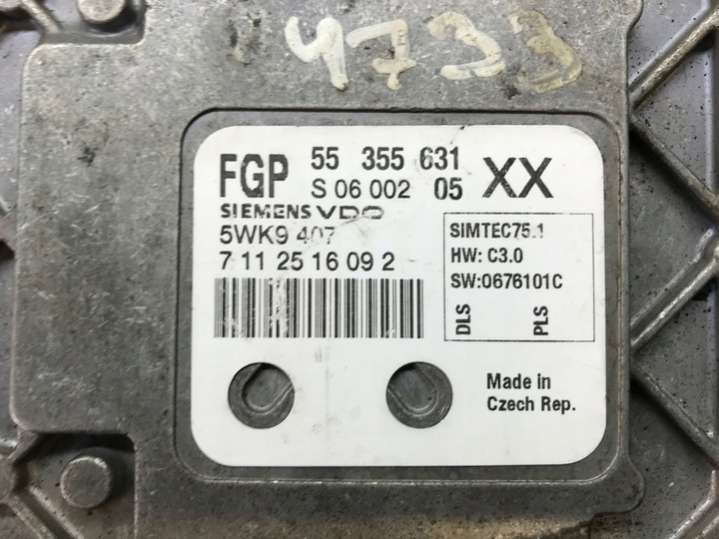 4733
FGP 55 355 631 XX
S 06 002 05
SIEMENS VDO
5WK9 407
7 11 25 16 09 2
SIMTEC75.1
HW: C3.0
SW:0676101C
DLS PLS
Made in
Czech Rep.